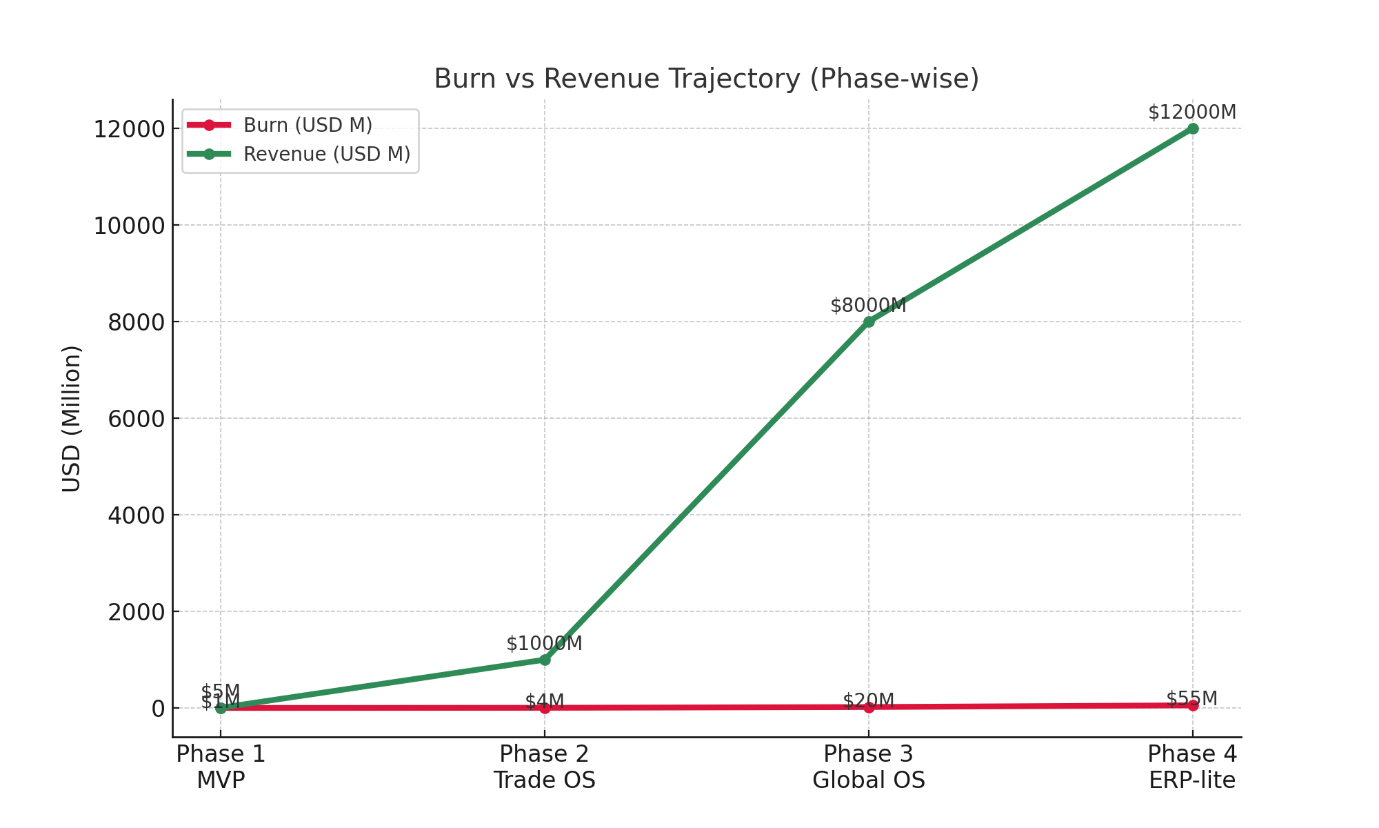 Burn vs Revenue Trajectory (Phase-wise)
Burn (USD M)
Revenue (USD M)
USD (Million)
12000
10000
8000
6000
4000
2000
0
$12000M
$8000M
$1000M
$5M
$1M
$4M
$20M
$55M
Phase 1
MVP
Phase 2
Trade OS
Phase 3
Global OS
Phase 4
ERP-lite